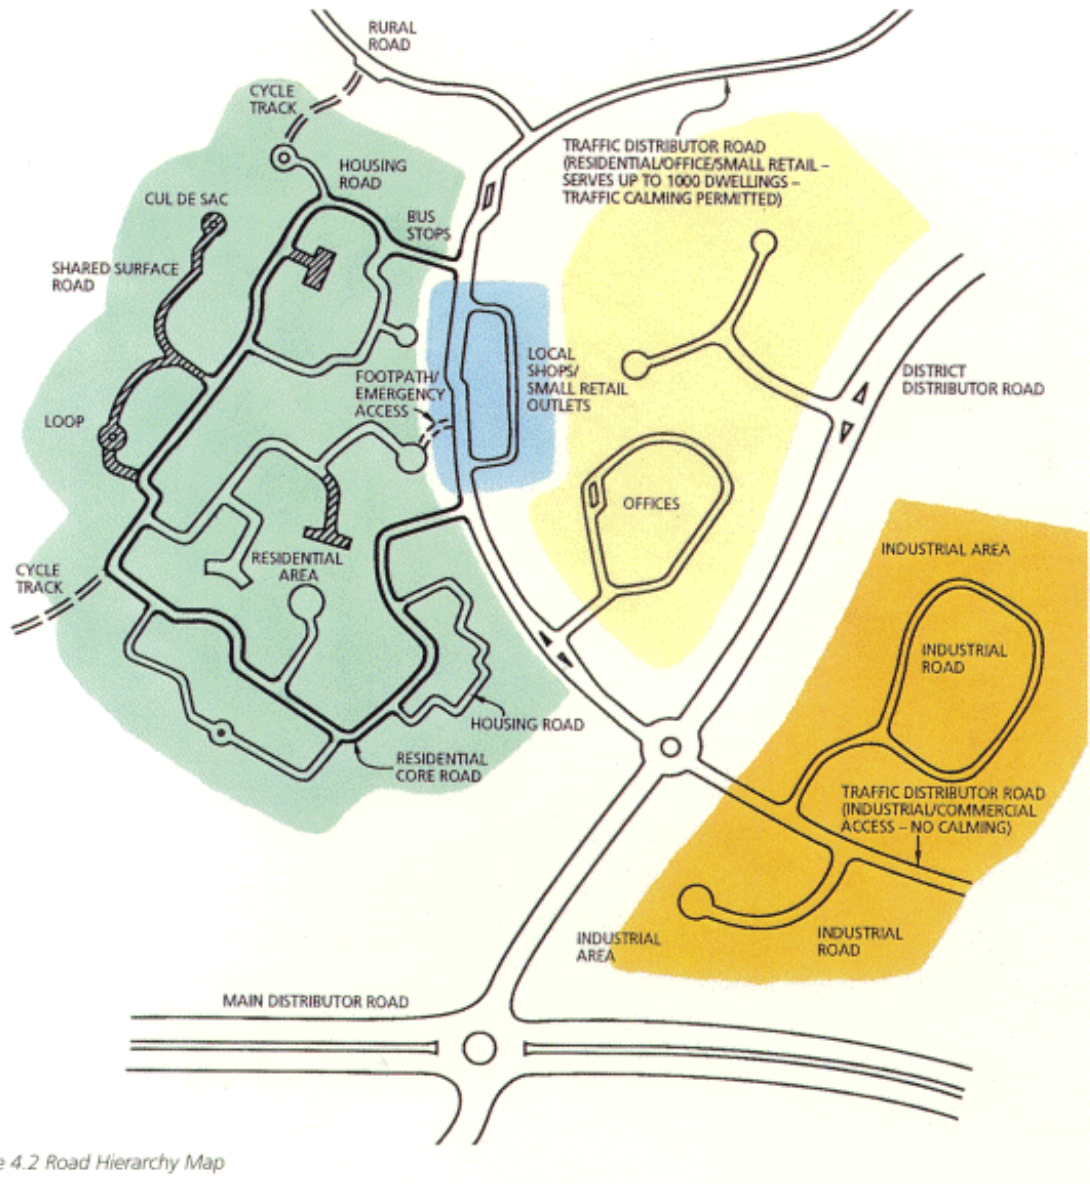 RURAL
ROAD
CYCLE
TRACK
HOUSING
ROAD
TRAFFIC DISTRIBUTOR ROAD
(RESIDENTIAL/OFFICE/SMALL RETAIL –
SERVES UP TO 1000 DWELLINGS –
TRAFFIC CALMING PERMITTED)
CUL DE SAC
BUS
STOPS
SHARED SURFACE
ROAD
LOCAL
SHOPS/
SMALL RETAIL
OUTLETS
DISTRICT
DISTRIBUTOR ROAD
FOOTPATH/
EMERGENCY
ACCESS
LOOP
OFFICES
RESIDENTIAL
AREA
INDUSTRIAL AREA
CYCLE
TRACK
INDUSTRIAL
ROAD
HOUSING ROAD
RESIDENTIAL
CORE ROAD
TRAFFIC DISTRIBUTOR ROAD
(INDUSTRIAL/COMMERCIAL
ACCESS – NO CALMING)
INDUSTRIAL
AREA
INDUSTRIAL
ROAD
MAIN DISTRIBUTOR ROAD
e 4.2 Road Hierarchy Map